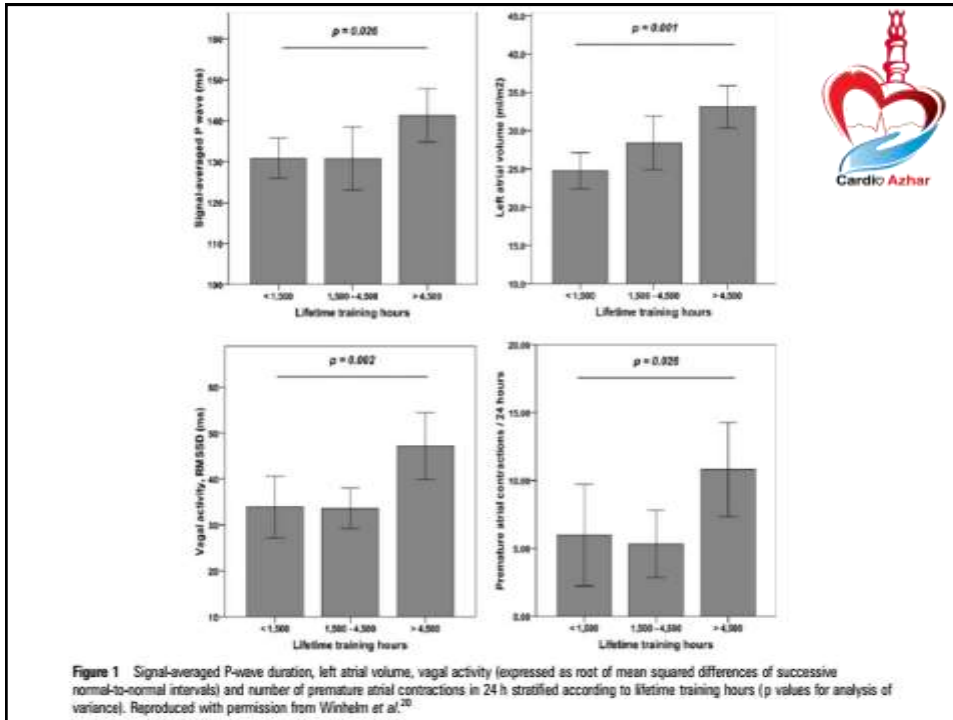 p = 0.026
Signal-averaged P wave (ms)
160
150
140
130
120
110
100
<1,500
1,500 - 4,500
>4,500
Lifetime training hours
p = 0.001
Left atrial volume (ml/m2)
45.0
40.0
35.0
30.0
25.0
20.0
15.0
10.0
<1,500
1,500 - 4,500
>4,500
Lifetime training hours
Cardio Azhar
p = 0.002
Vagal activity, RMSSD (ms)
60
50
40
30
20
10
<1,500
1,500 - 4,500
>4,500
Lifetime training hours
p = 0.026
Premature atrial contractions / 24 hours
20.00
15.00
10.00
5.00
0.00
<1,500
1,500 - 4,500
>4,500
Lifetime training hours
Figure 1 Signal-averaged P-wave duration, left atrial volume, vagal activity (expressed as root of mean squared differences of successive
normal-to-normal intervals) and number of premature atrial contractions in 24 h stratified according to lifetime training hours (p values for analysis of
variance). Reproduced with permission from Winhelm et al.20